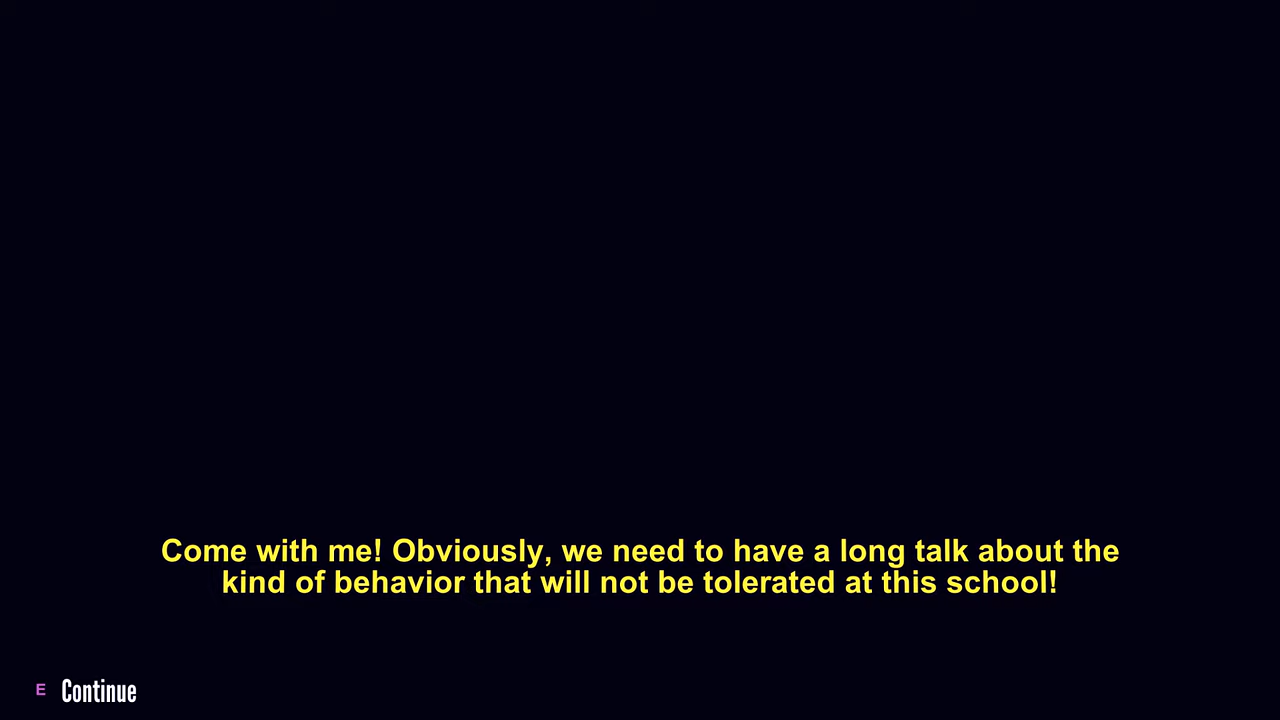 Come with me! Obviously, we need to have a long talk about the
kind of behavior that will not be tolerated at this school!
E Continue